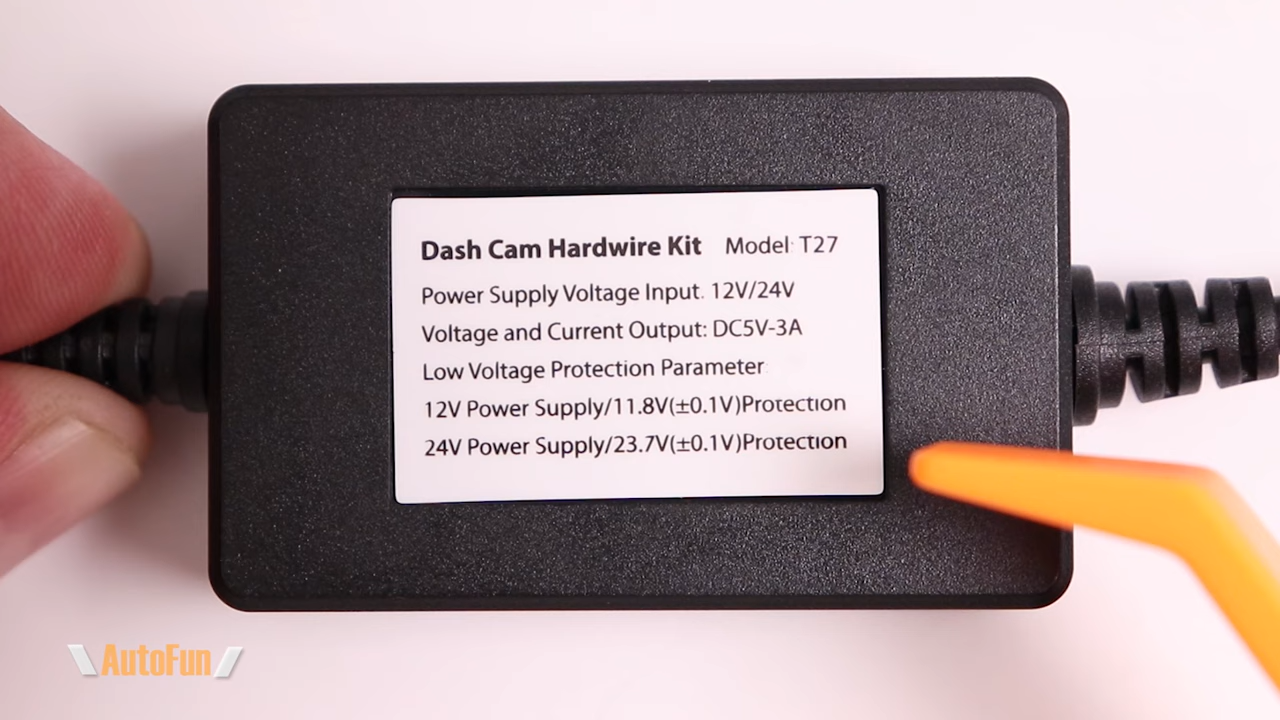 Dash Cam Hardwire Kit Model: T27
Power Supply Voltage Input: 12V/24V
Voltage and Current Output: DC5V-3A
Low Voltage Protection Parameter
12V Power Supply/11.8V(±0.1V)Protection
24V Power Supply/23.7V(±0.1V)Protection
AutoFun